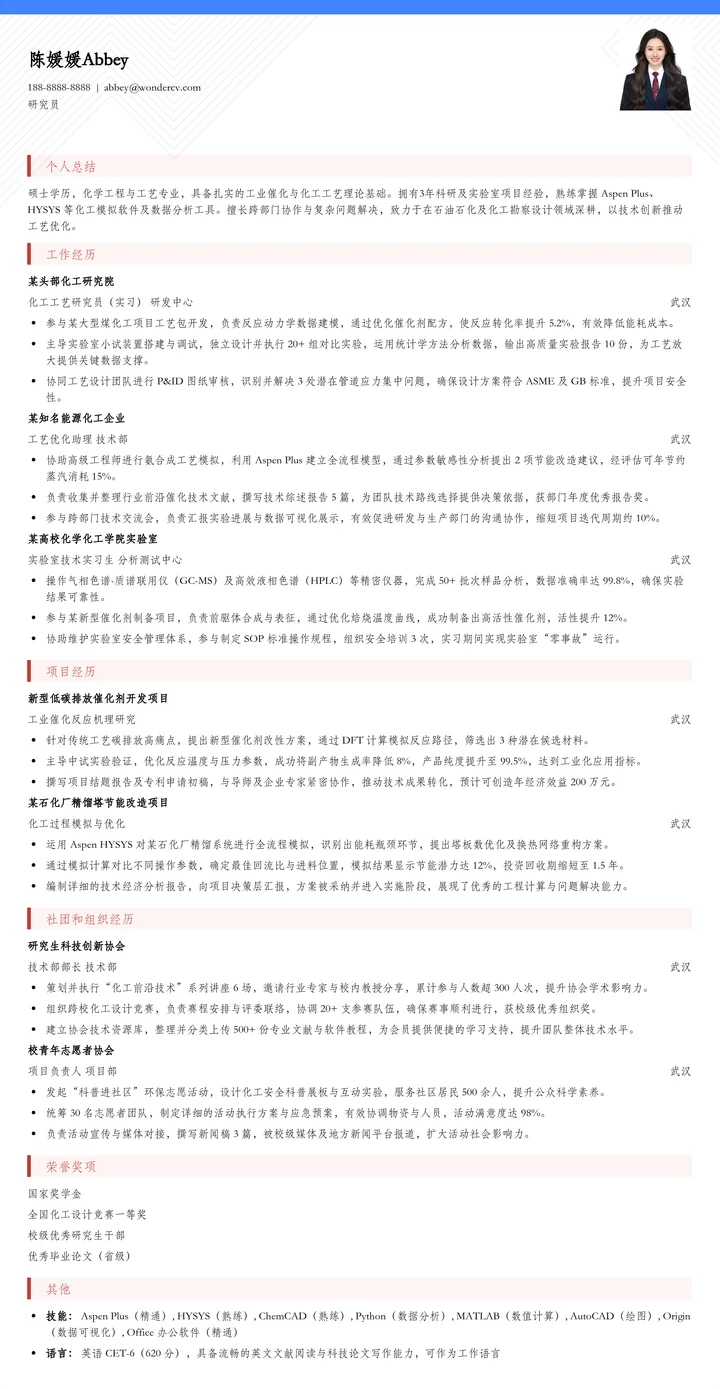 陈媛媛Abbey
188-8888-8888 | abbey@wondercv.com
研究员
个人总结
硕士学历，化学工程与工艺专业，具备扎实的工业催化与化工工艺理论基础。拥有3年科研及实验室项目经验，熟练掌握 Aspen Plus、
HYSYS 等化工模拟软件及数据分析工具。擅长跨部门协作与复杂问题解决，致力于在石油石化及化工勘察设计领域深耕，以技术创新推动
工艺优化。
工作经历
某头部化工研究院
化工工艺研究员（实习） 研发中心 武汉
• 参与某大型煤化工项目工艺包开发，负责反应动力学数据建模，通过优化催化剂配方，使反应转化率提升 5.2%，有效降低能耗成本。
• 主导实验室小试装置搭建与调试，独立设计并执行 20+ 组对比实验，运用统计学方法分析数据，输出高质量实验报告 10 份，为工艺放
大提供关键数据支撑。
• 协同工艺设计团队进行 P&ID 图纸审核，识别并解决 3 处潜在管道应力集中问题，确保设计方案符合 ASME 及 GB 标准，提升项目安全
性。
某知名能源化工企业
工艺优化助理 技术部 武汉
• 协助高级工程师进行氨合成工艺模拟，利用 Aspen Plus 建立全流程模型，通过参数敏感性分析提出 2 项节能改造建议，经评估可年节约
蒸汽消耗 15%。
• 负责收集并整理行业前沿催化技术文献，撰写技术综述报告 5 篇，为团队技术路线选择提供决策依据，获部门年度优秀报告奖。
• 参与跨部门技术交流会，负责汇报实验进展与数据可视化展示，有效促进研发与生产部门的沟通协作，缩短项目迭代周期约 10%。
某高校化学化工学院实验室
实验室技术实习生 分析测试中心 武汉
• 操作气相色谱-质谱联用仪（GC-MS）及高效液相色谱（HPLC）等精密仪器，完成 50+ 批次样品分析，数据准确率达 99.8%，确保实验
结果可靠性。
• 参与某新型催化剂制备项目，负责前驱体合成与表征，通过优化焙烧温度曲线，成功制备出高活性催化剂，活性提升 12%。
• 协助维护实验室安全管理体系，参与制定 SOP 标准操作规程，组织安全培训 3 次，实习期间实现实验室“零事故”运行。
项目经历
新型低碳排放催化剂开发项目
工业催化反应机理研究 武汉
• 针对传统工艺碳排放高痛点，提出新型催化剂改性方案，通过 DFT 计算模拟反应路径，筛选出 3 种潜在候选材料。
• 主导中试实验验证，优化反应温度与压力参数，成功将副产物生成率降低 8%，产品纯度提升至 99.5%，达到工业化应用指标。
• 撰写项目结题报告及专利申请初稿，与导师及企业专家紧密协作，推动技术成果转化，预计可创造年经济效益 200 万元。
某石化厂精馏塔节能改造项目
化工过程模拟与优化 武汉
• 运用 Aspen HYSYS 对某石化厂精馏系统进行全流程模拟，识别出能耗瓶颈环节，提出塔板数优化及换热网络重构方案。
• 通过模拟计算对比不同操作参数，确定最佳回流比与进料位置，模拟结果显示节能潜力达 12%，投资回收期缩短至 1.5 年。
• 编制详细的技术经济分析报告，向项目决策层汇报，方案被采纳并进入实施阶段，展现了优秀的工程计算与问题解决能力。
社团和组织经历
研究生科技创新协会
技术部部长 技术部 武汉
• 策划并执行“化工前沿技术”系列讲座 6 场，邀请行业专家与校内教授分享，累计参与人数超 300 人次，提升协会学术影响力。
• 组织跨校化工设计竞赛，负责赛程安排与评委联络，协调 20+ 支参赛队伍，确保赛事顺利进行，获校级优秀组织奖。
• 建立协会技术资源库，整理并分类上传 500+ 份专业文献与软件教程，为会员提供便捷的学习支持，提升团队整体技术水平。
校青年志愿者协会
项目负责人 项目部 武汉
• 发起“科普进社区”环保志愿活动，设计化工安全科普展板与互动实验，服务社区居民 500 余人，提升公众科学素养。
• 统筹 30 名志愿者团队，制定详细的活动执行方案与应急预案，有效协调物资与人员，活动满意度达 98%。
• 负责活动宣传与媒体对接，撰写新闻稿 3 篇，被校级媒体及地方新闻平台报道，扩大活动社会影响力。
荣誉奖项
国家奖学金
全国化工设计竞赛一等奖
校级优秀研究生干部
优秀毕业论文（省级）
其他
• 技能： Aspen Plus（精通）, HYSYS（熟练）, ChemCAD（熟练）, Python（数据分析）, MATLAB（数值计算）, AutoCAD（绘图）, Origin
（数据可视化）, Office 办公软件（精通）
• 语言： 英语 CET-6（620 分），具备流畅的英文文献阅读与科技论文写作能力，可作为工作语言